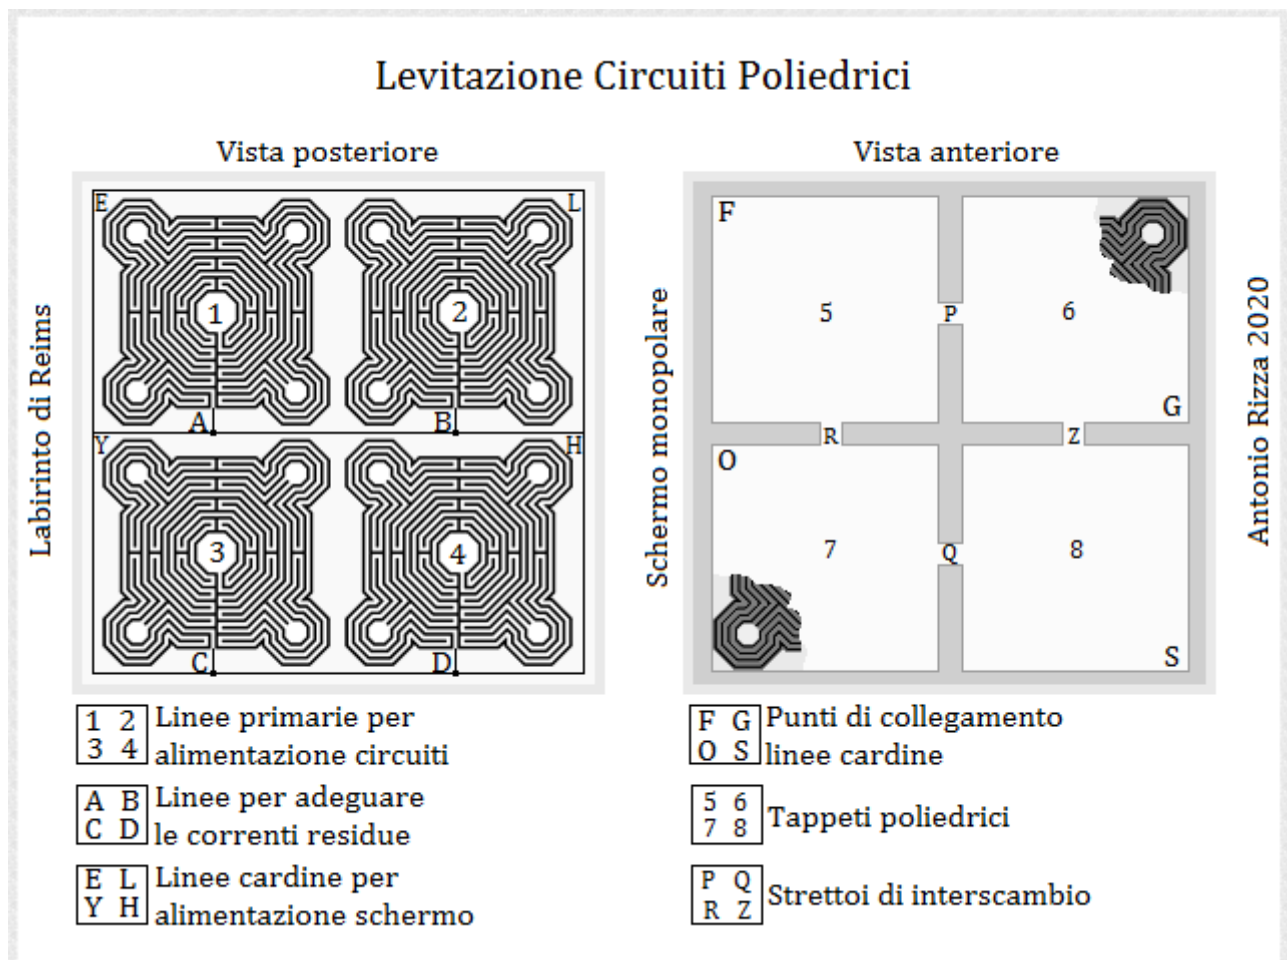 Levitazione Circuiti Poliedrici
Vista posteriore
Labirinto di Reims
E
L
1
2
A
B
Y
H
3
4
C
D
1 2
3 4
Linee primarie per
alimentazione circuiti
A B
C D
Linee per adeguare
le correnti residue
E L
Y H
Linee cardine per
alimentazione schermo
Vista anteriore
Schermo monopolare
F
5
P
6
G
R
Z
O
7
Q
8
S
Antonio Rizza 2020
F G
O S
Punti di collegamento
linee cardine
5 6
7 8
Tappeti poliedrici
P Q
R Z
Strettoi di interscambio